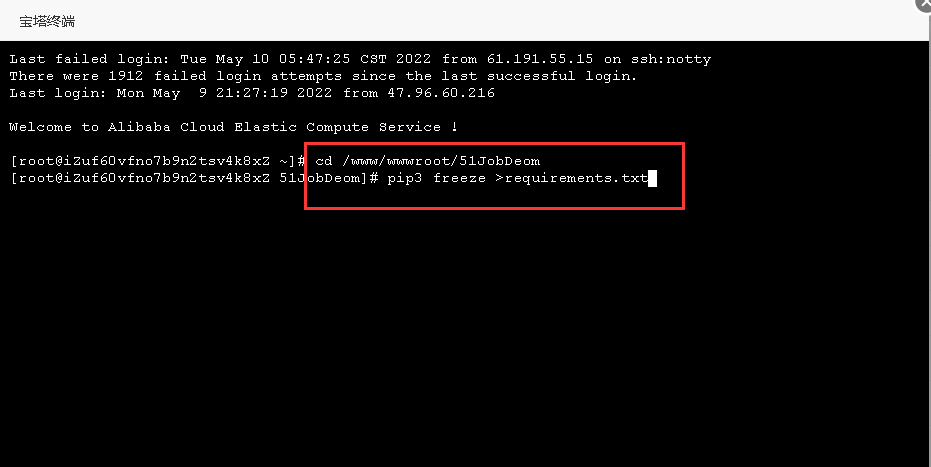 宝塔终端
Last failed login: Tue May 10 05:47:25 CST 2022 from 61.191.55.15 on ssh:notty
There were 1912 failed login attempts since the last successful login.
Last login: Mon May  9 21:27:19 2022 from 47.96.60.216
Welcome to Alibaba Cloud Elastic Compute Service !
[root@iZuf60vfno7b9n2tsv4k8xZ ~]# cd /www/wwwroot/51JobDeom
[root@iZuf60vfno7b9n2tsv4k8xZ 51JobDeom]# pip3 freeze >requirements.txt